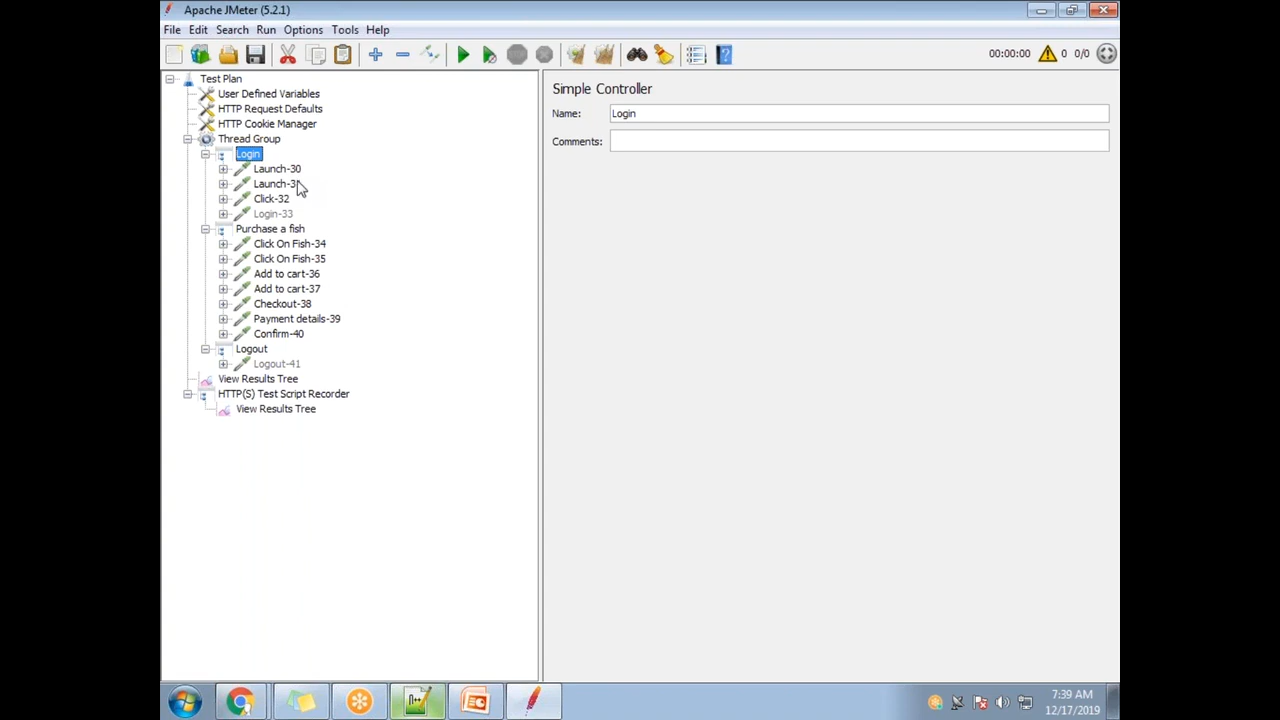 Apache JMeter (5.2.1)
File Edit Search Run Options Tools Help
00:00:00 0 0/0
Test Plan
User Defined Variables
HTTP Request Defaults
HTTP Cookie Manager
Thread Group
Login
Launch-30
Launch-31
Click-32
Login-33
Purchase a fish
Click On Fish-34
Click On Fish-35
Add to cart-36
Add to cart-37
Checkout-38
Payment details-39
Confirm-40
Logout
Logout-41
View Results Tree
HTTP(S) Test Script Recorder
View Results Tree
Simple Controller
Name: Login
Comments:
7:39 AM
12/17/2019